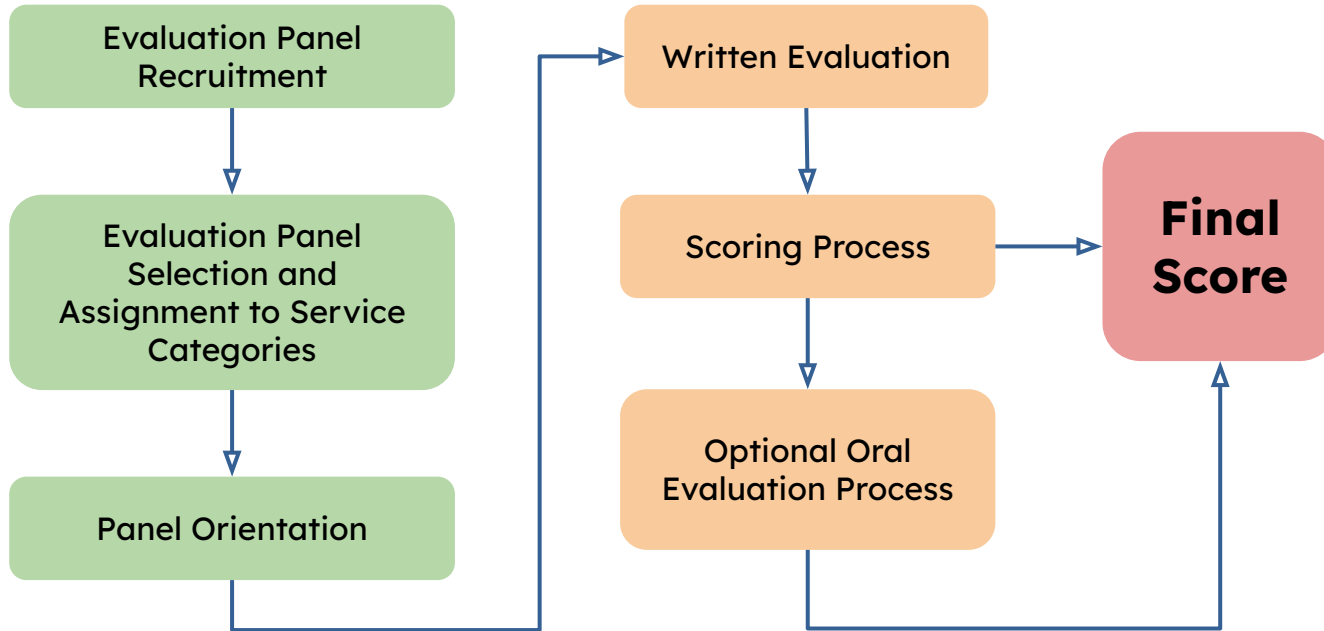 Evaluation Panel
Recruitment
Evaluation Panel
Selection and
Assignment to Service
Categories
Panel Orientation
Written Evaluation
Scoring Process
Optional Oral
Evaluation Process
Final
Score